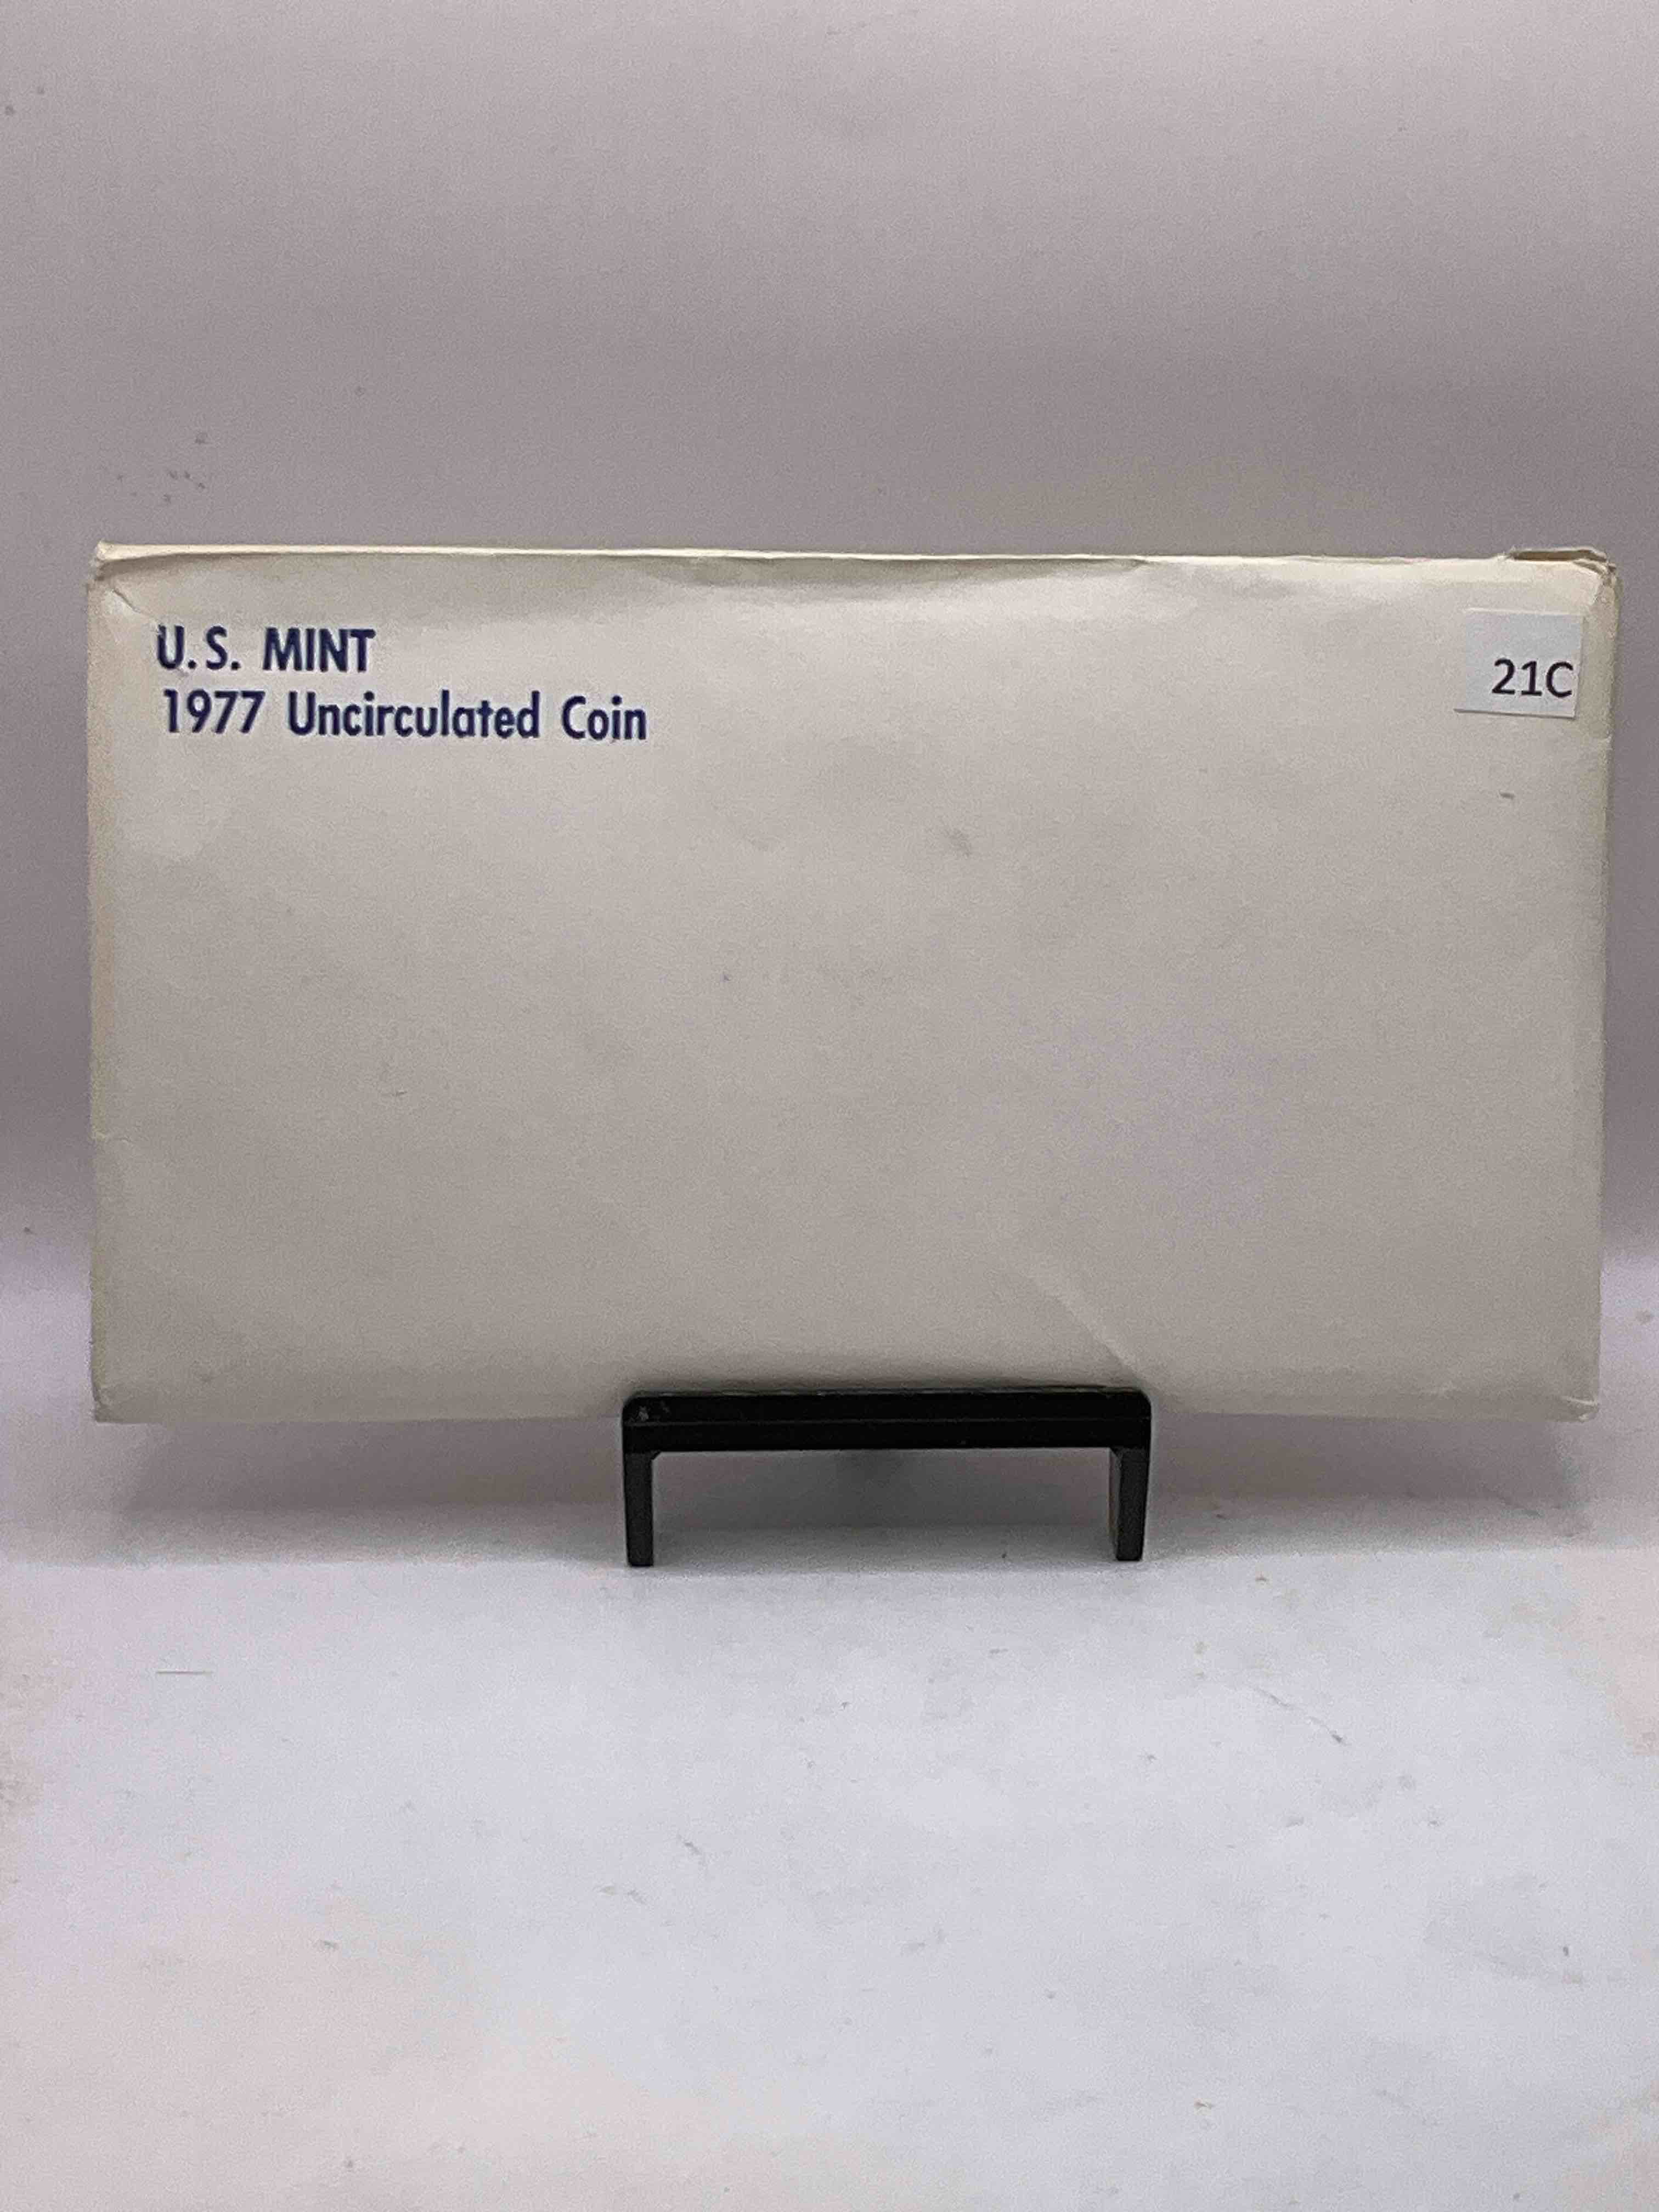 U.S. MINT
1977 Uncirculated Coin
21C